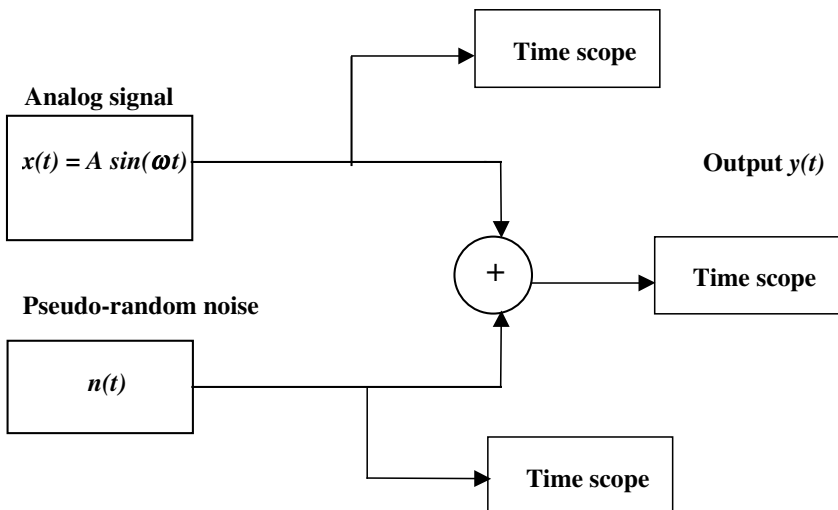 Time scope
Analog signal
x(t) = A sin(ωt)
Output y(t)
+
Time scope
Pseudo-random noise
n(t)
Time scope